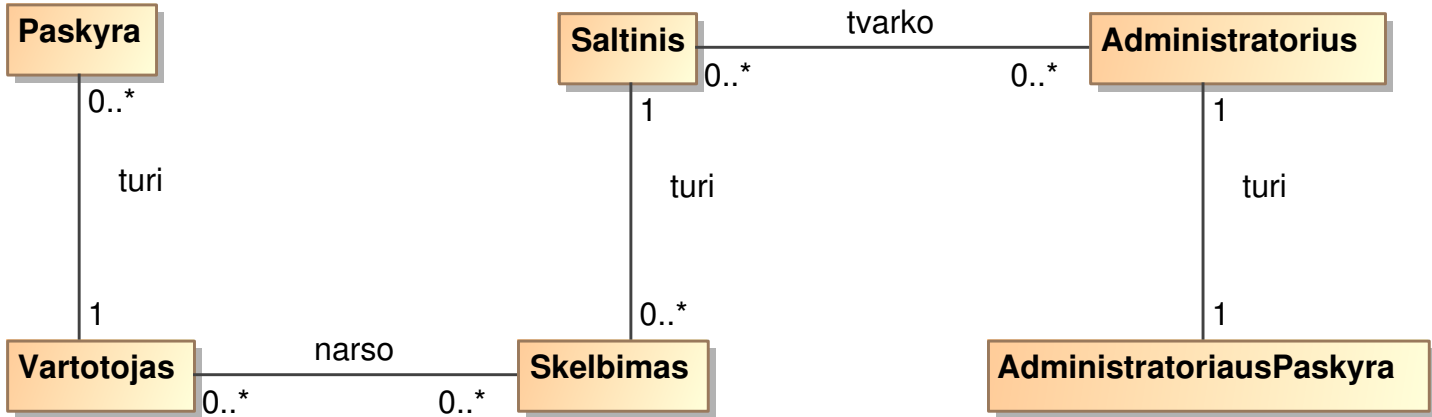 Paskyra
Saltinis
tvarko
Administratorius
0..*
0..*
0..*
1
1
turi
turi
turi
1
0..*
1
Vartotojas
narso
Skelbimas
AdministratoriausPaskyra
0..*
0..*